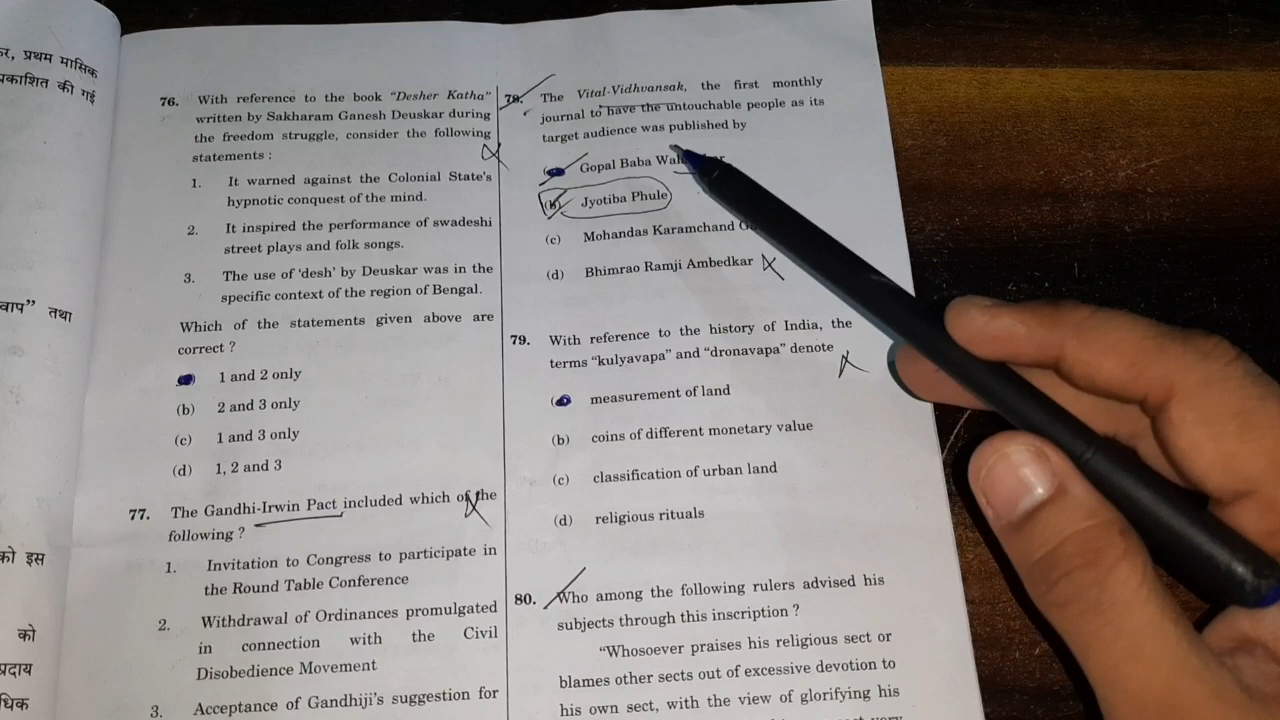 र, प्रथम मासिक
प्रकाशित की गई
वाप” तथा
को इस
को
धिक
76. With reference to the book “Desher Katha”
written by Sakharam Ganesh Deuskar during
the freedom struggle, consider the following
statements :
1. It warned against the Colonial State's
hypnotic conquest of the mind.
2. It inspired the performance of swadeshi
street plays and folk songs.
3. The use of ‘desh’ by Deuskar was in the
specific context of the region of Bengal.
Which of the statements given above are
correct ?
1 and 2 only
(b) 2 and 3 only
(c) 1 and 3 only
(d) 1, 2 and 3
77. The Gandhi-Irwin Pact included which of the
following ?
1. Invitation to Congress to participate in
the Round Table Conference
2. Withdrawal of Ordinances promulgated
in connection with the Civil
Disobedience Movement
3. Acceptance of Gandhiji's suggestion for
78. The Vital-Vidhvansak, the first monthly
journal to have the untouchable people as its
target audience was published by
Gopal Baba
(b) Jyotiba Phule
(c) Mohandas Karamchand
(d) Bhimrao Ramji Ambedkar
79. With reference to the history of India, the
terms “kulyavapa” and “dronavapa” denote
measurement of land
(b) coins of different monetary value
(c) classification of urban land
(d) religious rituals
80. Who among the following rulers advised his
subjects through this inscription ?
“Whosoever praises his religious sect or
blames other sects out of excessive devotion to
his own sect, with the view of glorifying his